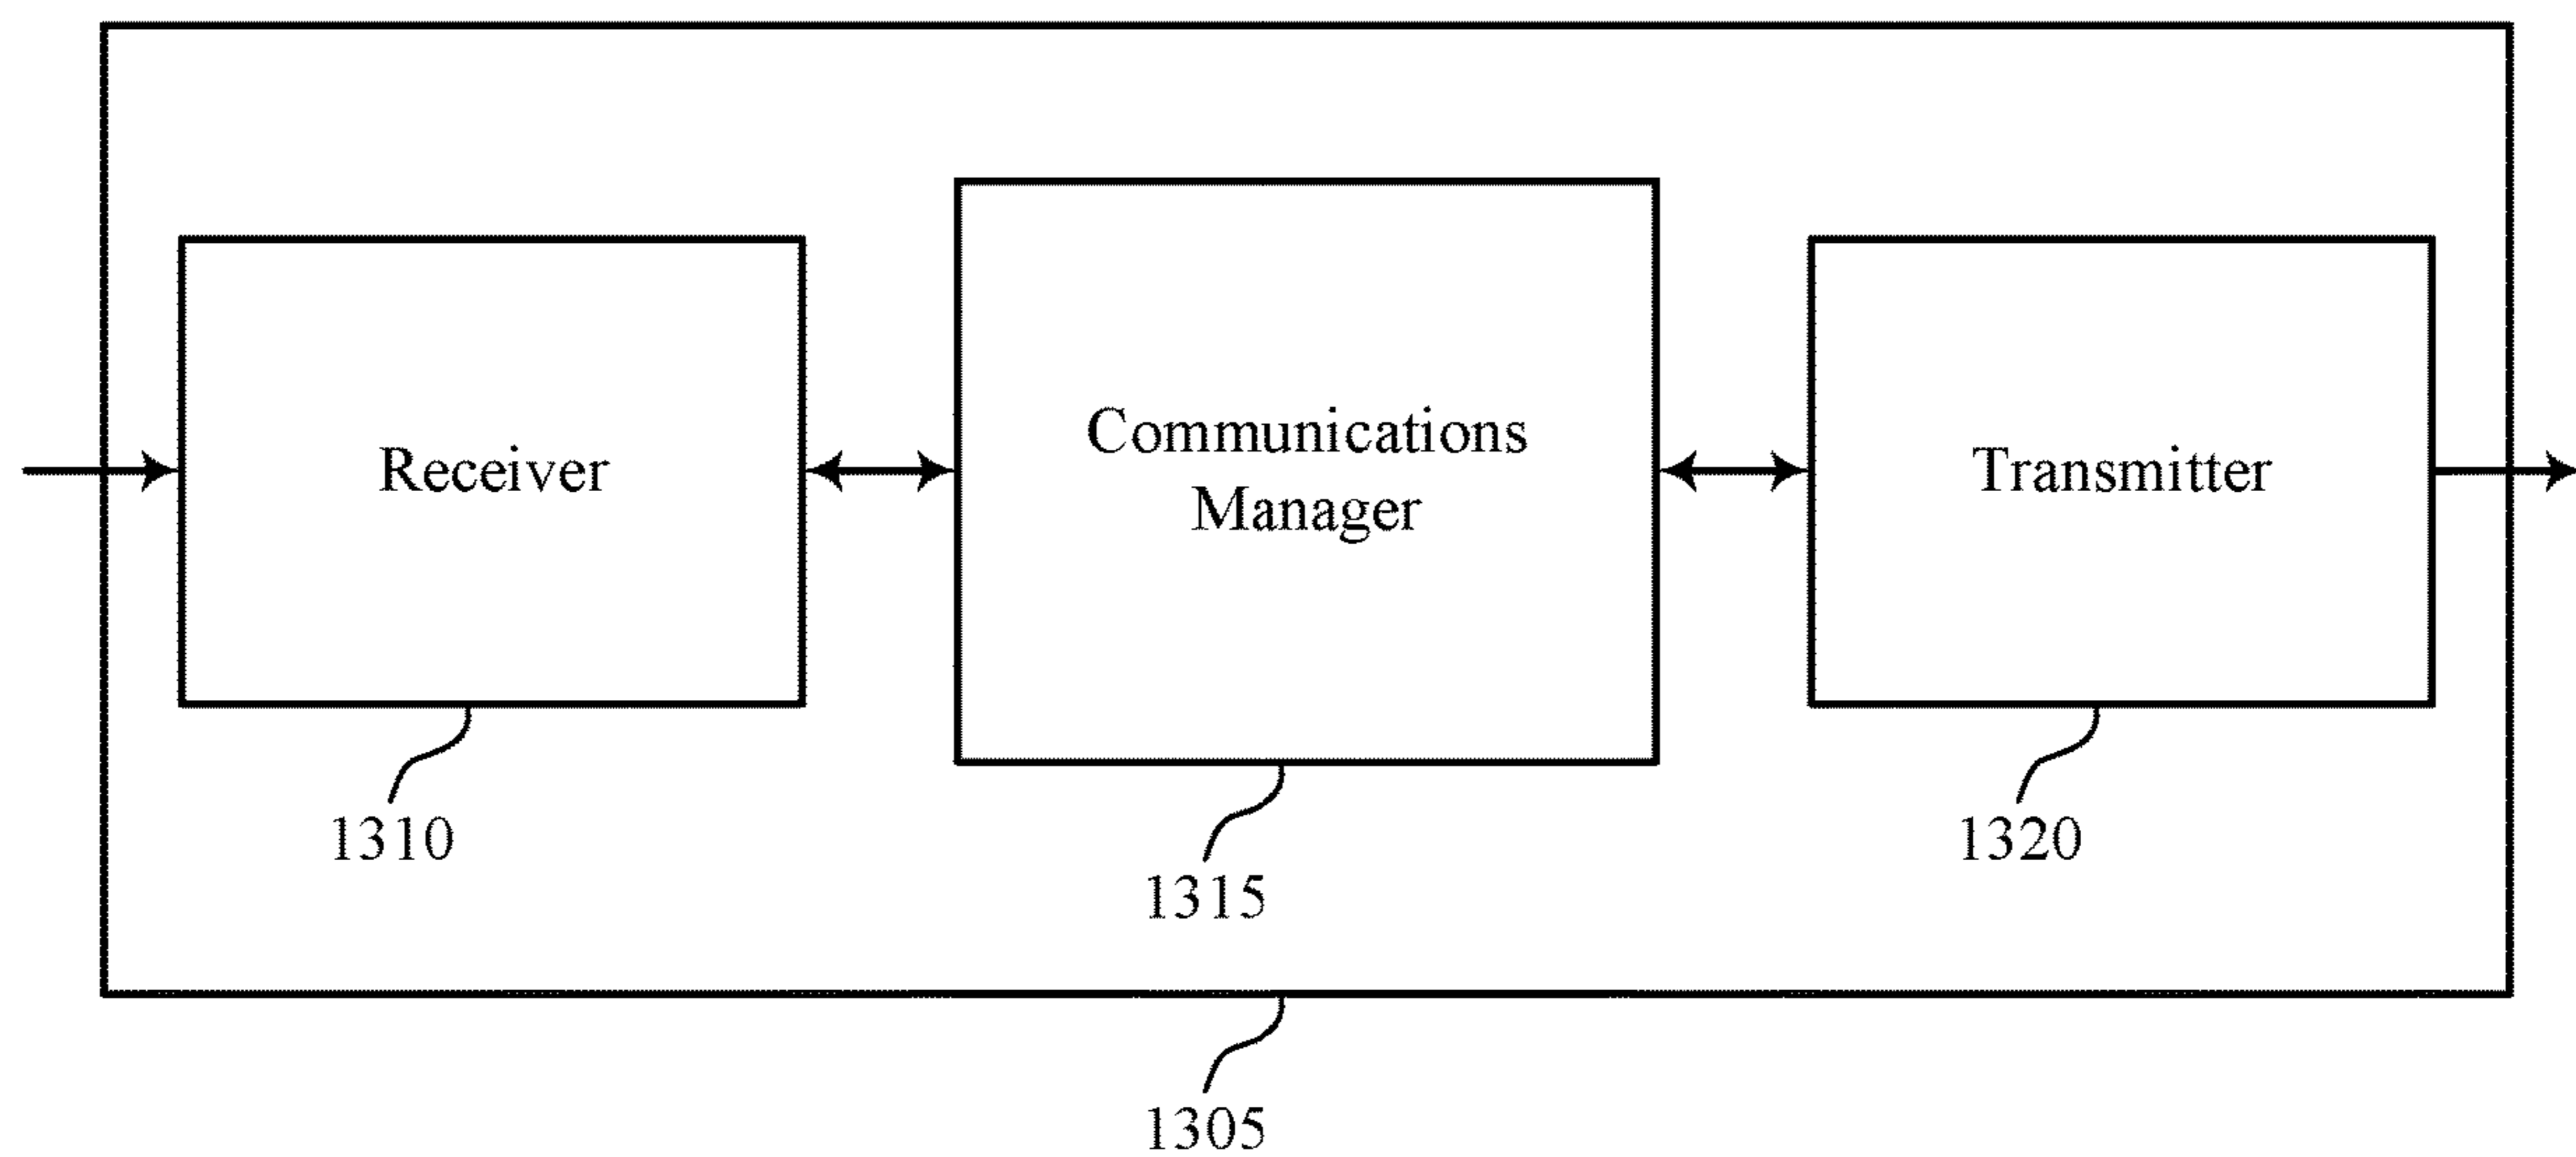 Receiver
Communications
Manager
Transmitter
1310
1315
1320
1305